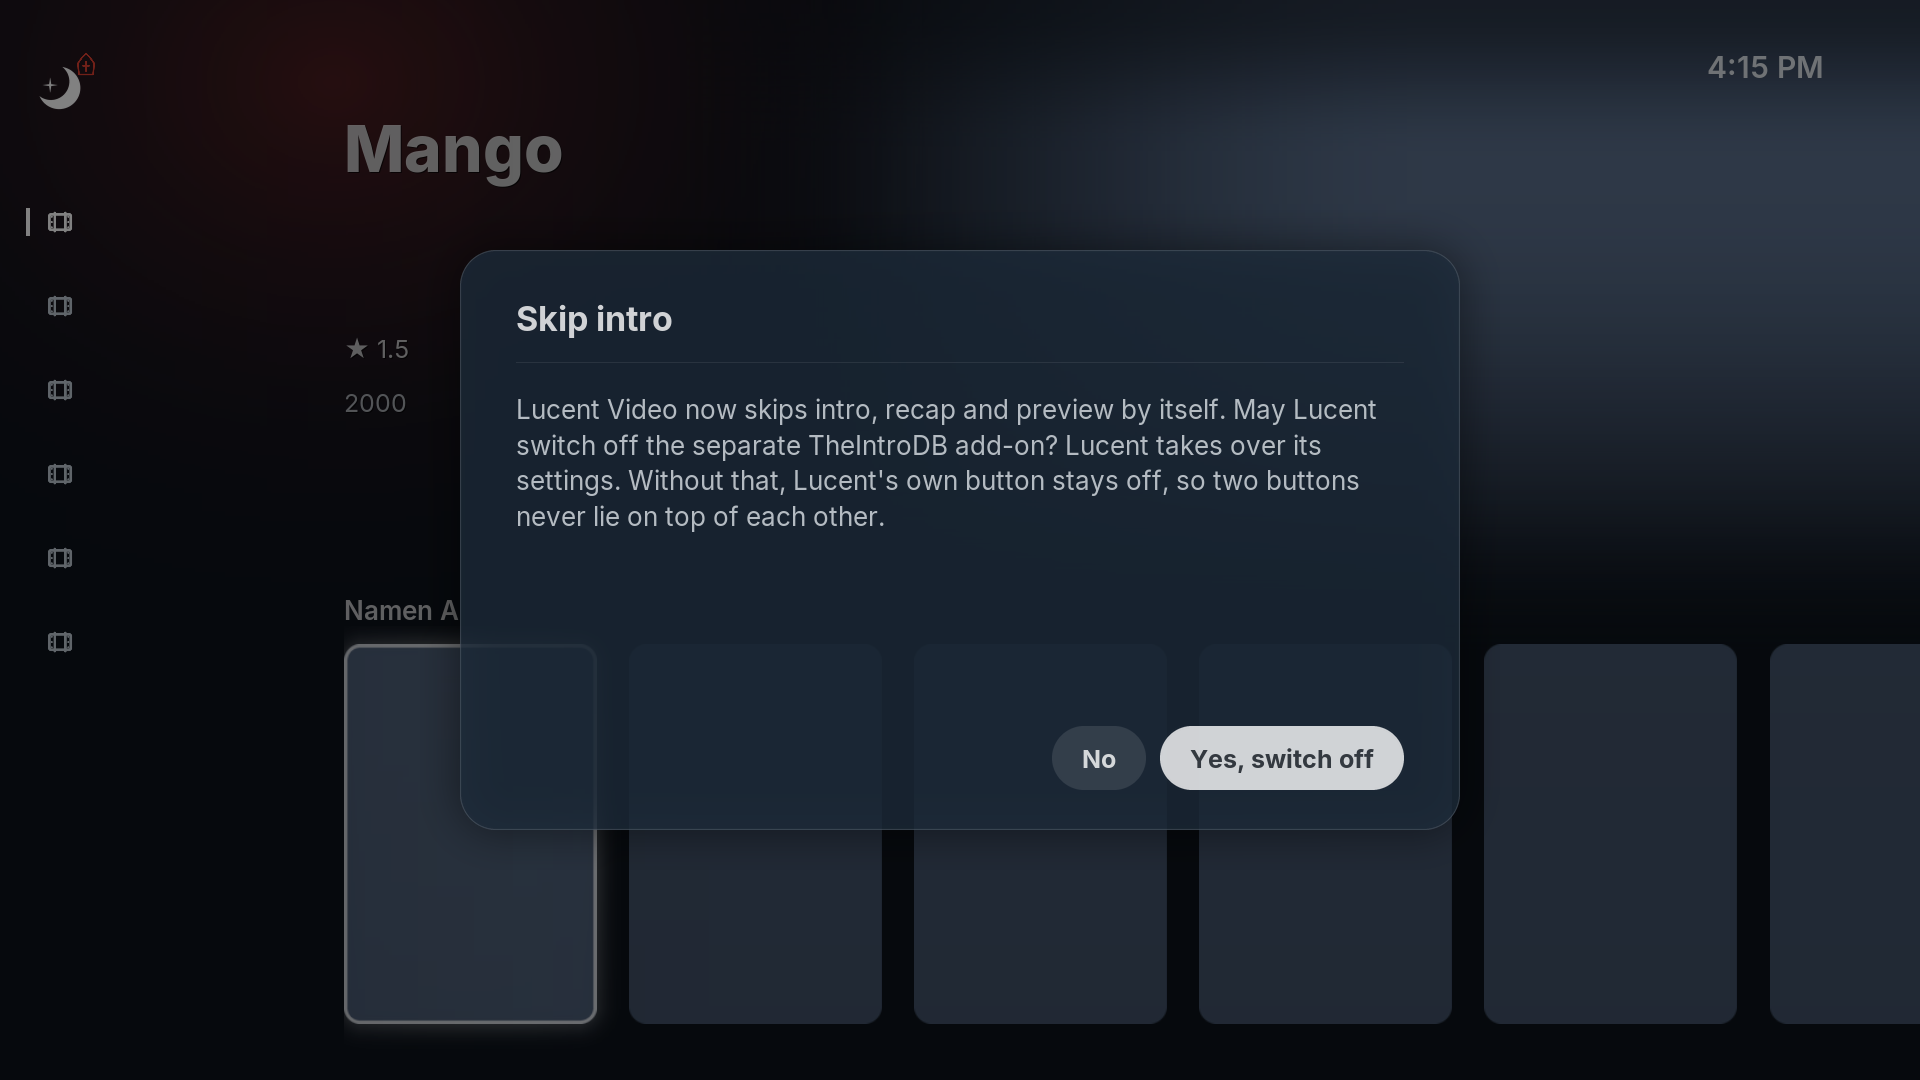 4:15 PM
Mango
★ 1.5
2000
Skip intro
Lucent Video now skips intro, recap and preview by itself. May Lucent
switch off the separate TheIntroDB add-on? Lucent takes over its
settings. Without that, Lucent's own button stays off, so two buttons
never lie on top of each other.
Namen A
No
Yes, switch off